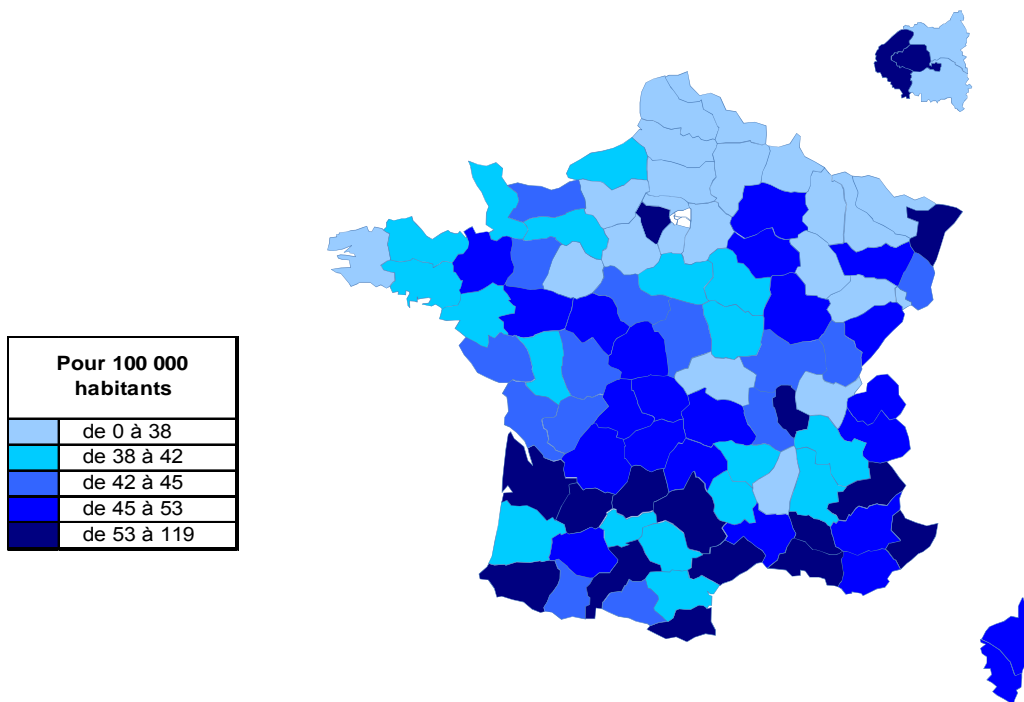 Pour 100 000
habitants
de 0 à 38
de 38 à 42
de 42 à 45
de 45 à 53
de 53 à 119